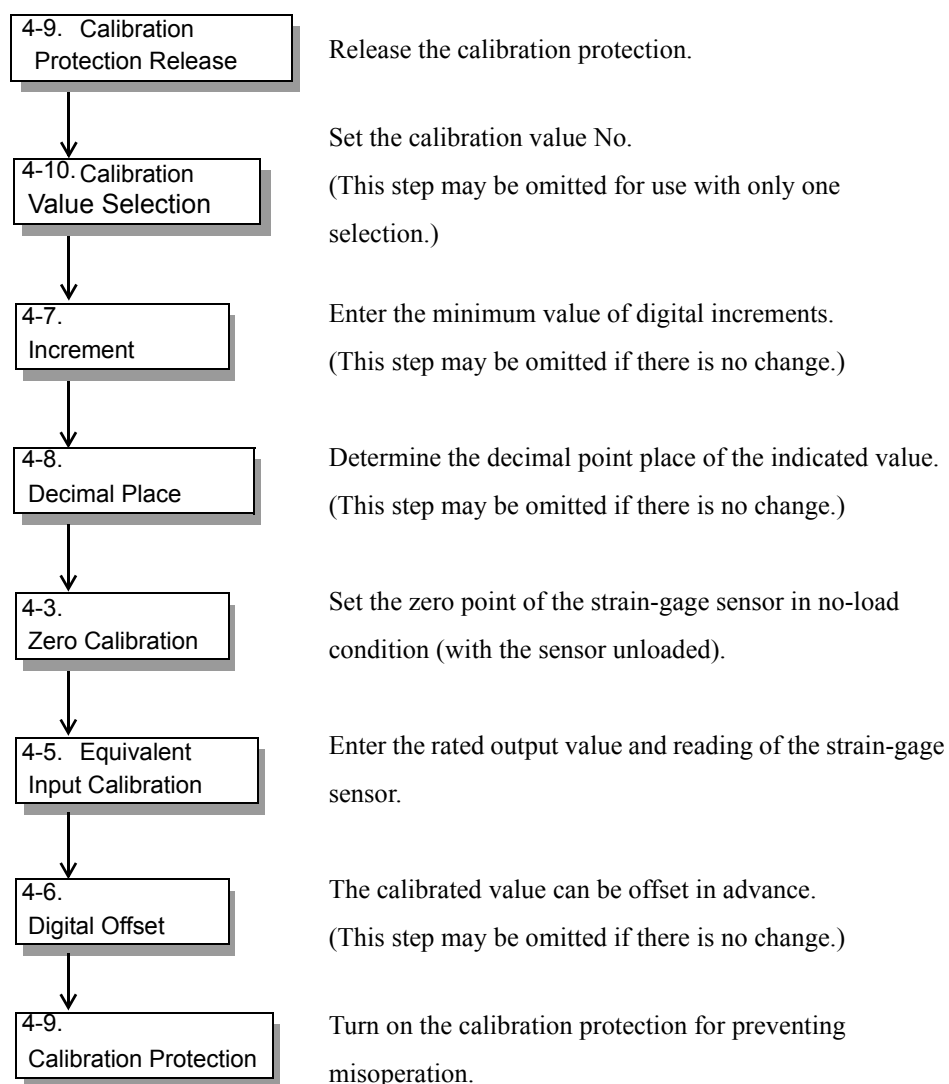 4-9. Calibration
Protection Release
Release the calibration protection.
4-10. Calibration
Value Selection
Set the calibration value No.
(This step may be omitted for use with only one
selection.)
4-7.
Increment
Enter the minimum value of digital increments.
(This step may be omitted if there is no change.)
4-8.
Decimal Place
Determine the decimal point place of the indicated value.
(This step may be omitted if there is no change.)
4-3.
Zero Calibration
Set the zero point of the strain-gage sensor in no-load
condition (with the sensor unloaded).
4-5. Equivalent
Input Calibration
Enter the rated output value and reading of the strain-gage
sensor.
4-6.
Digital Offset
The calibrated value can be offset in advance.
(This step may be omitted if there is no change.)
4-9.
Calibration Protection
Turn on the calibration protection for preventing
misoperation.